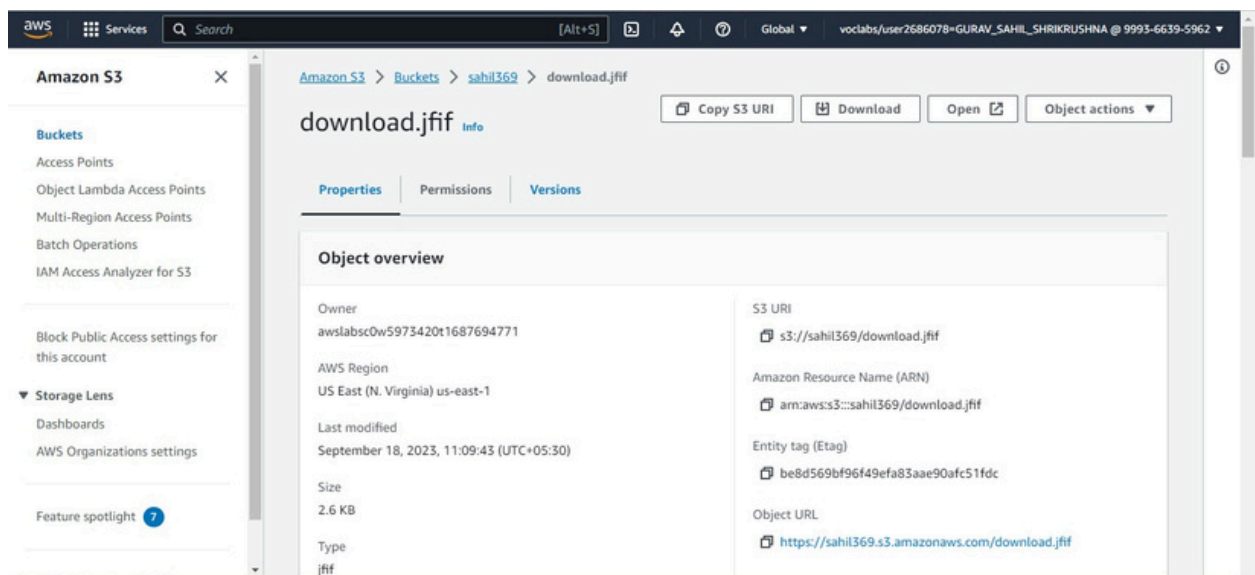 aws Services Search [Alt+S] Global voclabs/user2686078=GURAV_SAHIL_SHRIKRUSHNA @ 9993-6639-5962
Amazon S3
Buckets
Access Points
Object Lambda Access Points
Multi-Region Access Points
Batch Operations
IAM Access Analyzer for S3
Block Public Access settings for
this account
Storage Lens
Dashboards
AWS Organizations settings
Feature spotlight 7
Amazon S3 > Buckets > sahil369 > download.jfif
download.jfif Info
Copy S3 URI Download Open Object actions
Properties Permissions Versions
Object overview
Owner
awslabsc0w5973420t1687694771
AWS Region
US East (N. Virginia) us-east-1
Last modified
September 18, 2023, 11:09:43 (UTC+05:30)
Size
2.6 KB
Type
jfif
S3 URI
s3://sahil369/download.jfif
Amazon Resource Name (ARN)
arn:aws:s3:::sahil369/download.jfif
Entity tag (Etag)
be8d569bf96f49efa83aae90afc51fdc
Object URL
https://sahil369.s3.amazonaws.com/download.jfif